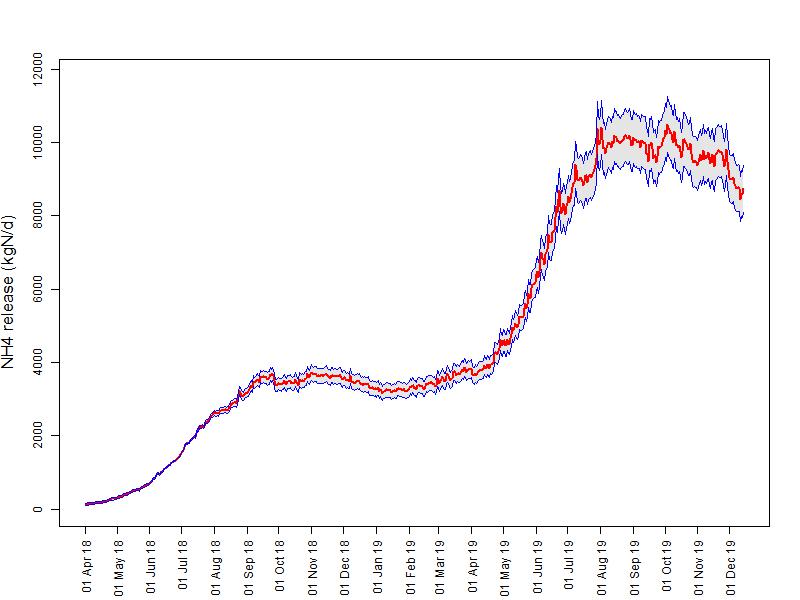 NH4 release (kgN/d)
12000
10000
8000
6000
4000
2000
0
01 Apr 18
01 May 18
01 Jun 18
01 Jul 18
01 Aug 18
01 Sep 18
01 Oct 18
01 Nov 18
01 Dec 18
01 Jan 19
01 Feb 19
01 Mar 19
01 Apr 19
01 May 19
01 Jun 19
01 Jul 19
01 Aug 19
01 Sep 19
01 Oct 19
01 Nov 19
01 Dec 19